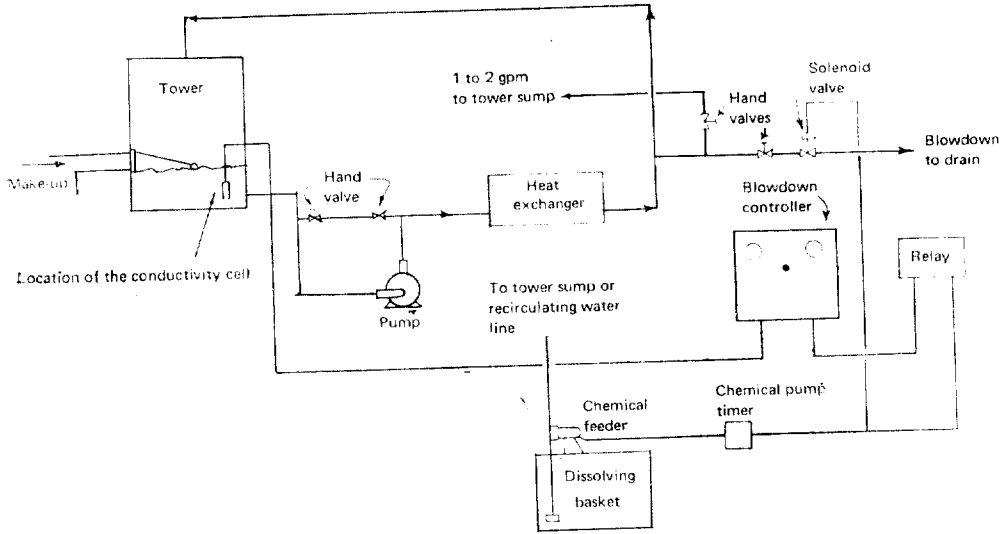 Tower
1 to 2 gpm
to tower sump
Solenoid
valve
Hand
valves
Blowdown
to drain
Make-up
Hand
valve
Heat
exchanger
Blowdown
controller
Relay
Location of the conductivity cell
To tower sump or
recirculating water
line
Pump
Chemical pump
timer
Chemical
feeder
Dissolving
basket